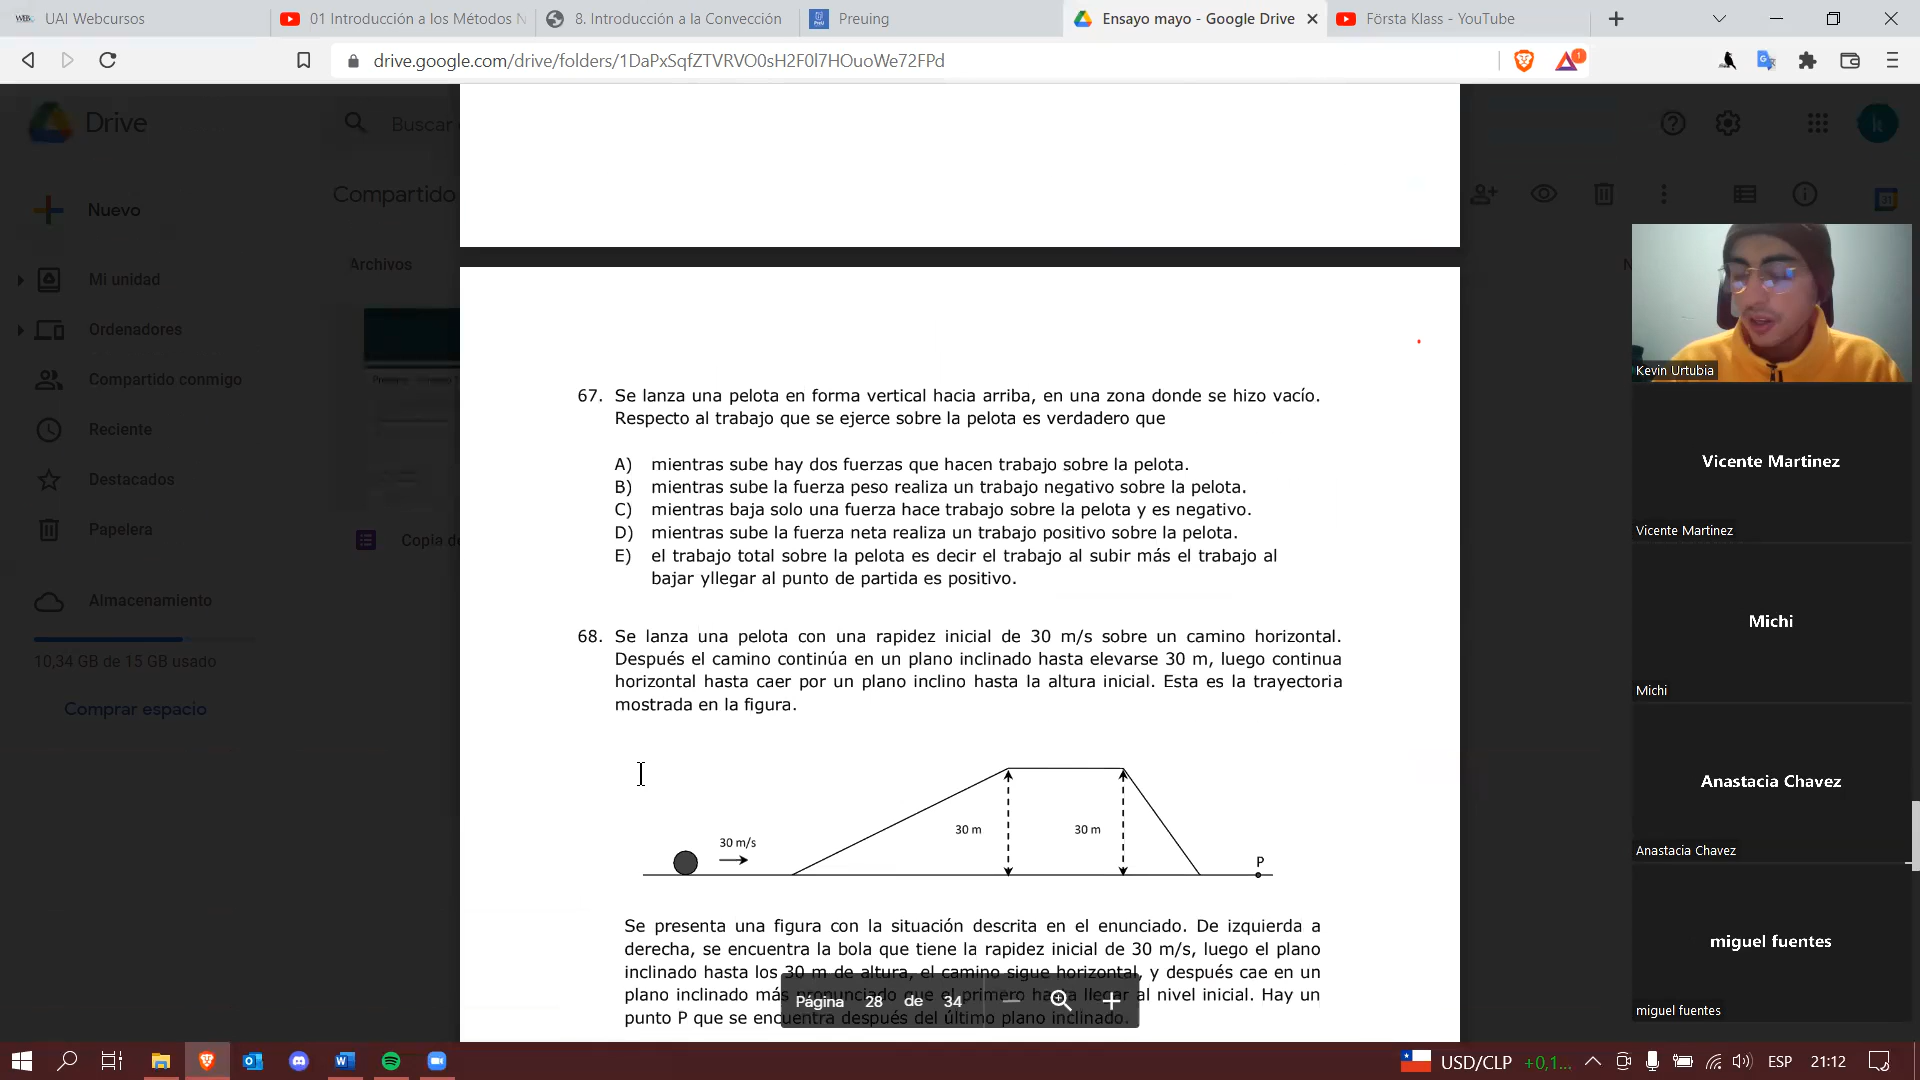 UAI Webcursos
01 Introducción a los Métodos N
8. Introducción a la Convección
Preuing
Ensayo mayo - Google Drive
Första Klass - YouTube
drive.google.com/drive/folders/1DaPxSqfZTVRVO0sH2F0l7HOuoWe72FPd
1
Drive
Buscar
Nuevo
Compartido
Archivos
Mi unidad
Ordenadores
Compartido conmigo
Reciente
Destacados
Papelera
Copia de
Almacenamiento
10,34 GB de 15 GB usado
Comprar espacio
67. Se lanza una pelota en forma vertical hacia arriba, en una zona donde se hizo vacío.
Respecto al trabajo que se ejerce sobre la pelota es verdadero que
A) mientras sube hay dos fuerzas que hacen trabajo sobre la pelota.
B) mientras sube la fuerza peso realiza un trabajo negativo sobre la pelota.
C) mientras baja solo una fuerza hace trabajo sobre la pelota y es negativo.
D) mientras sube la fuerza neta realiza un trabajo positivo sobre la pelota.
E) el trabajo total sobre la pelota es decir el trabajo al subir más el trabajo al
bajar yllegar al punto de partida es positivo.
68. Se lanza una pelota con una rapidez inicial de 30 m/s sobre un camino horizontal.
Después el camino continúa en un plano inclinado hasta elevarse 30 m, luego continua
horizontal hasta caer por un plano inclino hasta la altura inicial. Esta es la trayectoria
mostrada en la figura.
30 m/s
30 m
30 m
P
Se presenta una figura con la situación descrita en el enunciado. De izquierda a
derecha, se encuentra la bola que tiene la rapidez inicial de 30 m/s, luego el plano
inclinado hasta los 30 m de altura, el camino sigue horizontal, y después cae en un
plano inclinado más pronunciado que el primero hasta llegar al nivel inicial. Hay un
punto P que se encuentra después del último plano inclinado.
Página 28 de 34
Kevin Urtubia
Vicente Martinez
Vicente Martinez
Michi
Michi
Anastacia Chavez
Anastacia Chavez
miguel fuentes
miguel fuentes
USD/CLP +0,1...
ESP
21:12